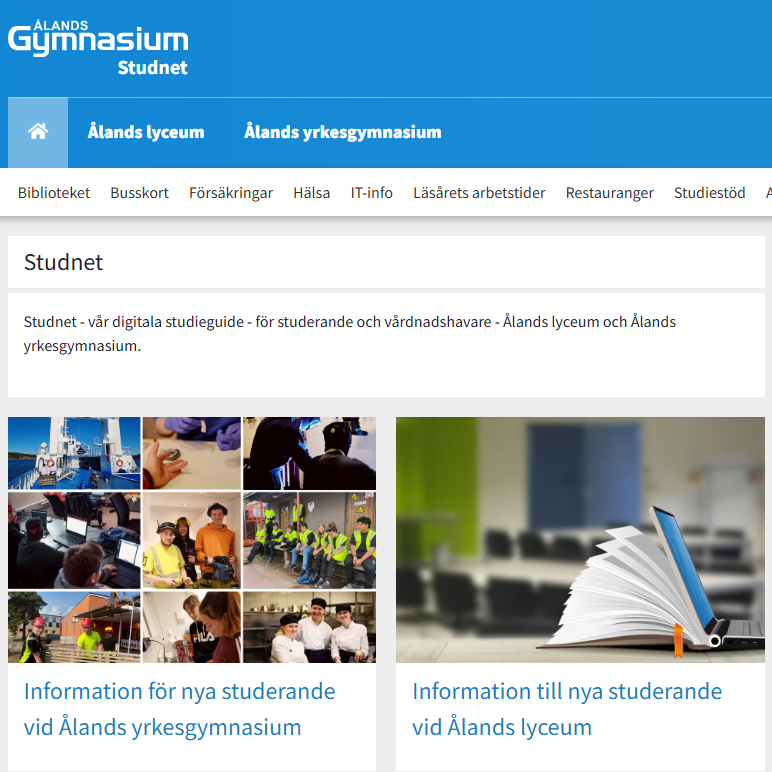 ÅLANDS
Gymnasium
Studnet
Ålands lyceum
Ålands yrkesgymnasium
Biblioteket
Busskort
Försäkringar
Hälsa
IT-info
Läsårets arbetstider
Restauranger
Studiestöd
Studnet
Studnet - vår digitala studieguide - för studerande och vårdnadshavare - Ålands lyceum och Ålands
yrkesgymnasium.
FILA
Information för nya studerande
vid Ålands yrkesgymnasium
Information till nya studerande
vid Ålands lyceum